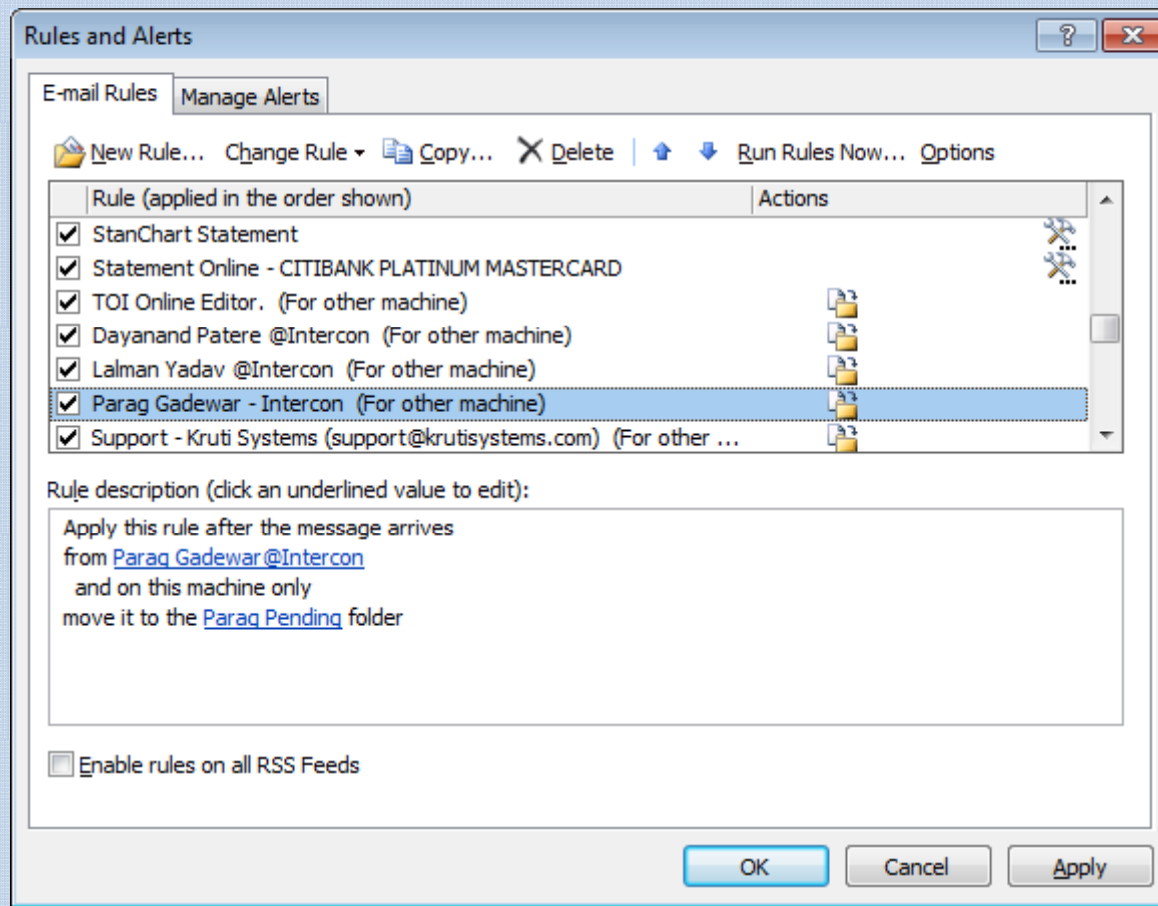 Rules and Alerts
E-mail Rules
Manage Alerts
New Rule... Change Rule Copy... Delete Run Rules Now... Options
Rule (applied in the order shown) Actions
StanChart Statement
Statement Online - CITIBANK PLATINUM MASTERCARD
TOI Online Editor. (For other machine)
Dayanand Patere @Intercon (For other machine)
Lalman Yadav @Intercon (For other machine)
Parag Gadewar - Intercon (For other machine)
Support - Kruti Systems (support@krutisystems.com) (For other ...
Rule description (click an underlined value to edit):
Apply this rule after the message arrives
from Parag Gadewar@Intercon
and on this machine only
move it to the Parag Pending folder
Enable rules on all RSS Feeds
OK Cancel Apply